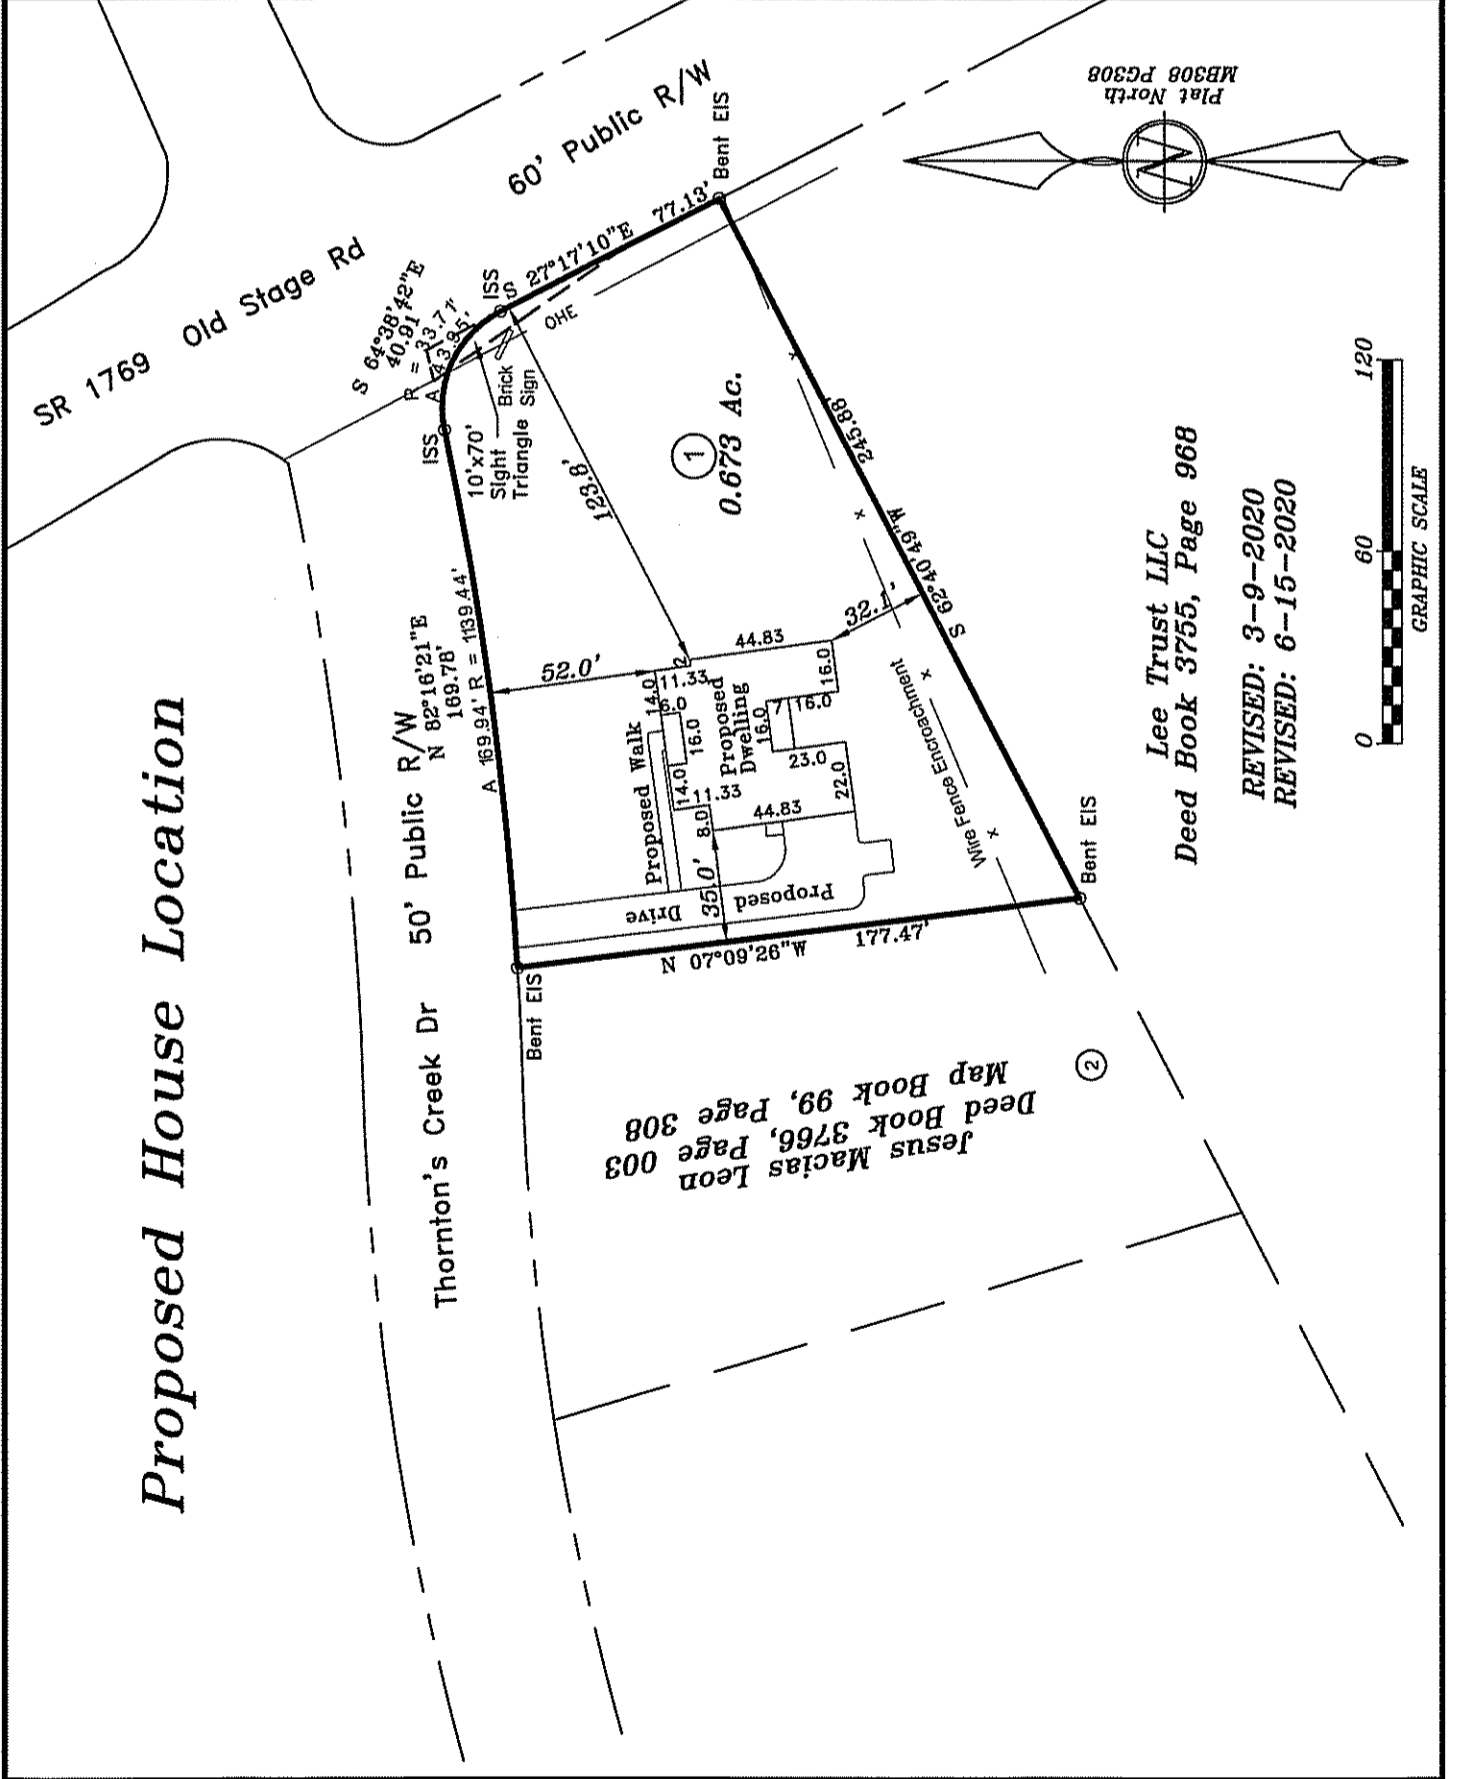 Proposed House Location
SR 1769 Old Stage Rd
60' Public R/W
Plat North
MB308 PG308
N
S 64°38'42"E
40.91'
R = 33.71'
A 43.95'
ISS
ISS
S 27°17'10"E 77.13'
Bent EIS
OHE
10'x70'
Sight
Triangle
Brick
Sign
123.8'
1
0.673 Ac.
Thornton's Creek Dr 50' Public R/W
N 82°16'21"E
169.78'
A 169.94' R = 1139.44'
52.0'
Proposed Walk
14.0
6.0
16.0
14.0
11.33
2
11.33
8.0
Proposed
Dwelling
44.83
16.0
16.0
7
16.0
23.0
22.0
44.83
32.1'
245.88'
S 62°40'49"W
Wire Fence Encroachment
x
x
x
x
35.0'
Proposed
Drive
N 07°09'26"W 177.47'
Bent EIS
Bent EIS
Jesus Macias Leon
Deed Book 3766, Page 003
Map Book 99, Page 308
2
Lee Trust LLC
Deed Book 3755, Page 968
REVISED: 3-9-2020
REVISED: 6-15-2020
0 60 120
GRAPHIC SCALE